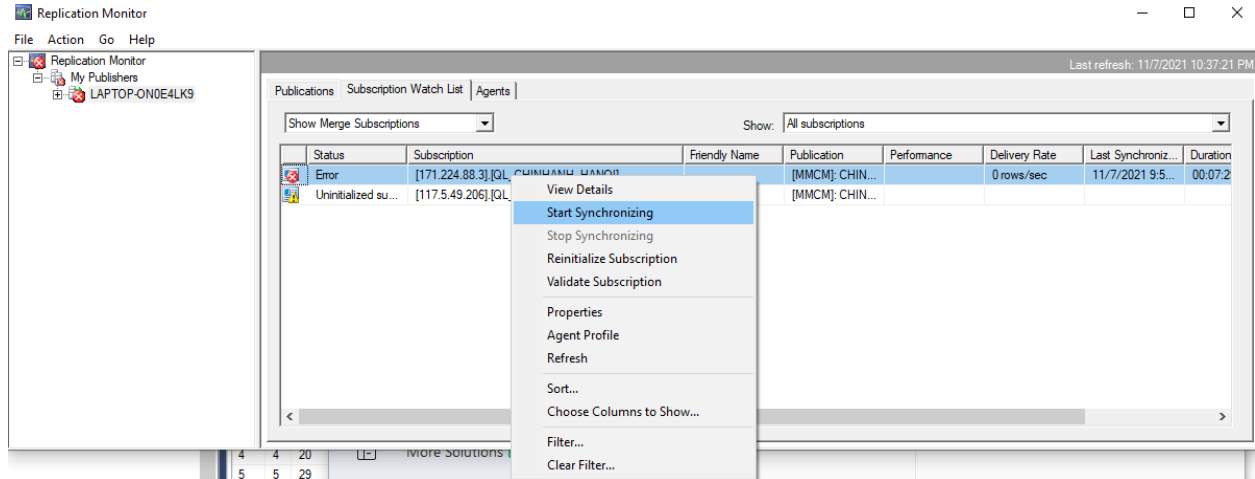 Replication Monitor
File Action Go Help
Replication Monitor
My Publishers
LAPTOP-ON0E4LK9
Last refresh: 11/7/2021 10:37:21 PM
Publications Subscription Watch List Agents
Show Merge Subscriptions Show: All subscriptions
Status Subscription Friendly Name Publication Performance Delivery Rate Last Synchroniz... Duration
Error [171.224.88.3].[QL_CHINHANH_HANOI] [MMCM]: CHIN... 0 rows/sec 11/7/2021 9:5... 00:07:2
Uninitialized su... [117.5.49.206].[QL_ [MMCM]: CHIN...
View Details
Start Synchronizing
Stop Synchronizing
Reinitialize Subscription
Validate Subscription
Properties
Agent Profile
Refresh
Sort...
Choose Columns to Show...
Filter...
Clear Filter...
4 4 20 More Solutions
5 5 29